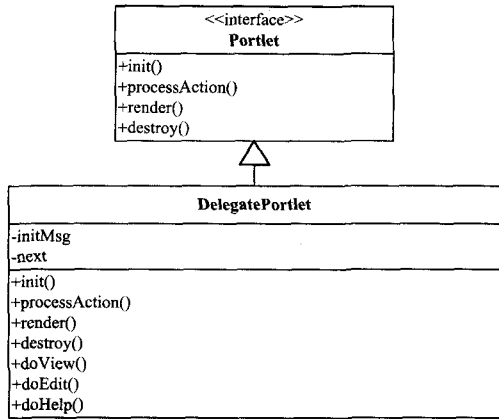 <<interface>>
Portlet
+init()
+processAction()
+render()
+destroy()
DelegatePortlet
-initMsg
-next
+init()
+processAction()
+render()
+destroy()
+doView()
+doEdit()
+doHelp()